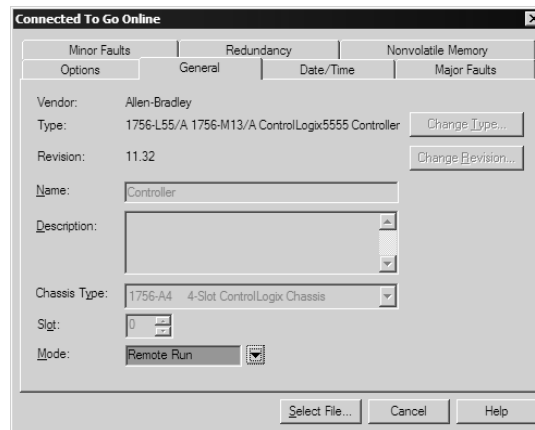 Connected To Go Online
Minor Faults Redundancy Nonvolatile Memory
Options General Date/Time Major Faults
Vendor: Allen-Bradley
Type: 1756-L55/A 1756-M13/A ControlLogix5555 Controller Change Type...
Revision: 11.32 Change Revision...
Name: Controller
Description:
Chassis Type: 1756-A4 4-Slot ControlLogix Chassis
Slot: 0
Mode: Remote Run
Select File... Cancel Help